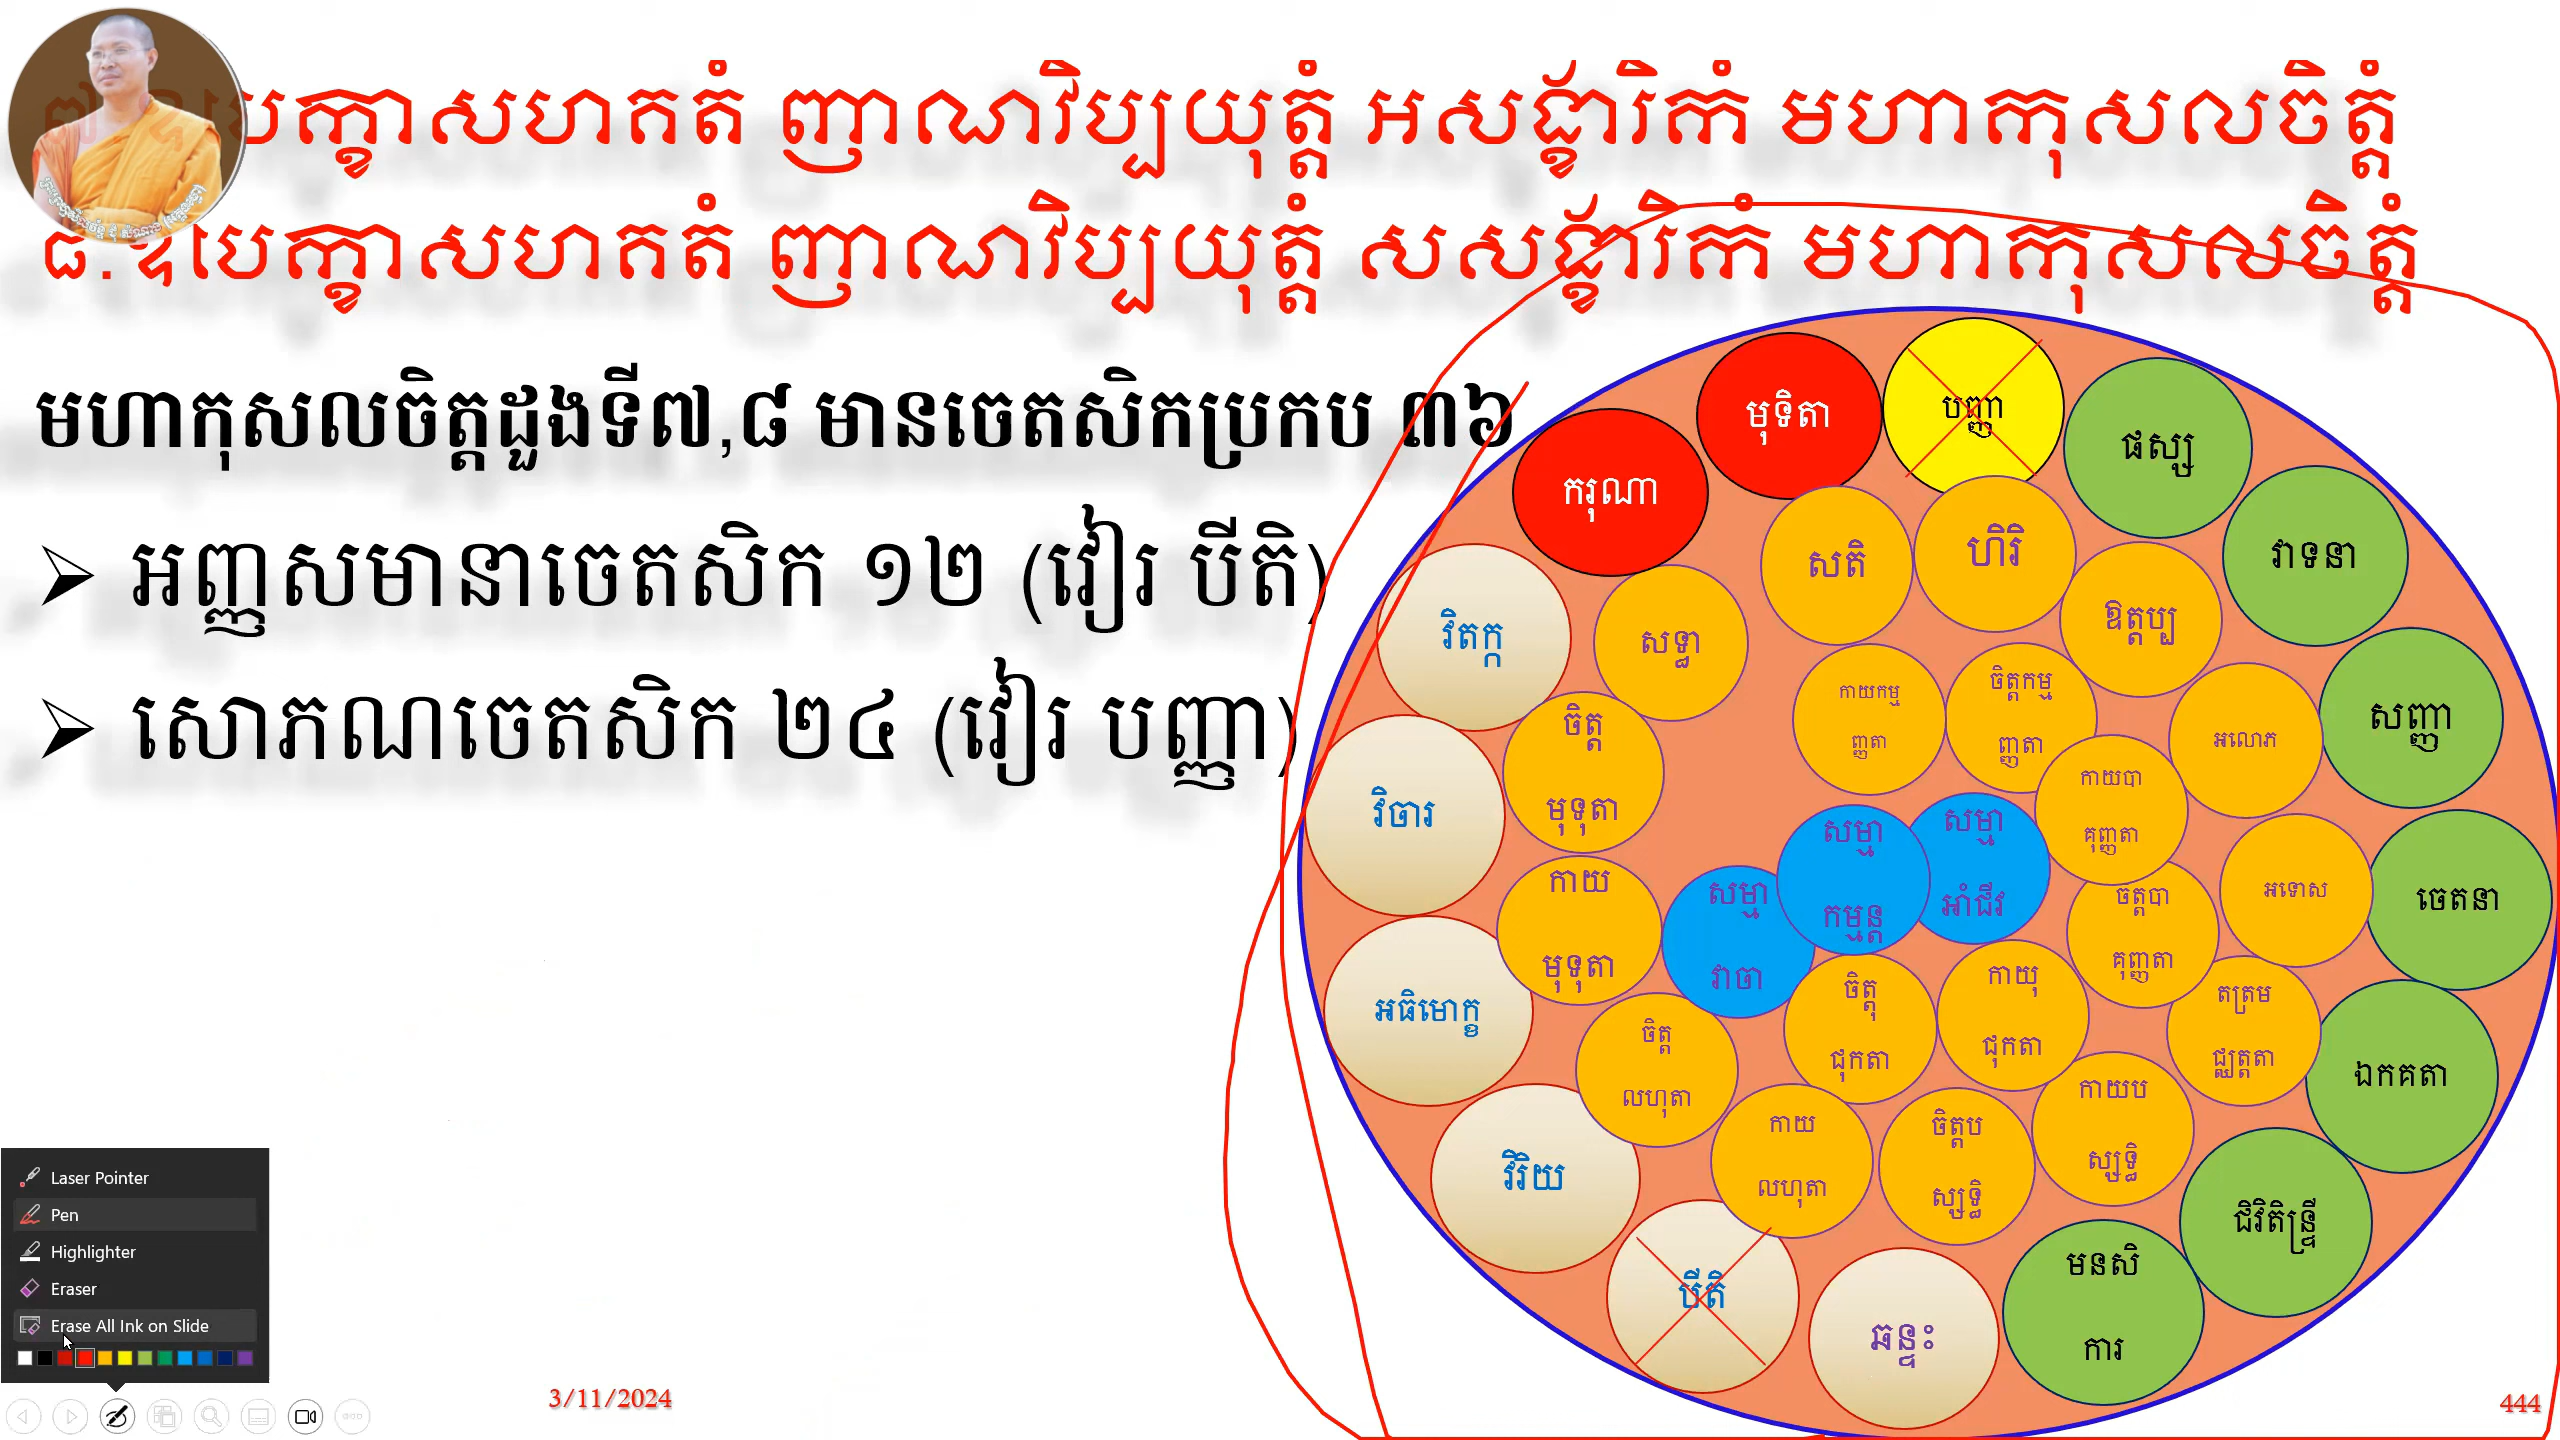 បេក្ខាសហគតំ ញាណវិប្បយុត្តំ អសង្ខារិកំ មហាកុសលចិត្តំ
៨.ឧបេក្ខាសហគតំ ញាណវិប្បយុត្តំ សសង្ខារិកំ មហាកុសលចិត្តំ
មហាកុសលចិត្តដួងទី៧,៨ មានចេតសិកប្រកប ៣៦
➢ អញ្ញសមានាចេតសិក ១២ (វៀរ បីតិ)
➢ សោភណចេតសិក ២៤ (វៀរ បញ្ញា)
មុទិតា
បញ្ញា
ផស្ស
ករុណា
វេទនា
សតិ
ហិរិ
ឱត្តប្ប
វិតក្ក
សទ្ធា
កាយកម្ម
ញ្ញតា
ចិត្តកម្ម
ញ្ញតា
អលោភ
សញ្ញា
ចិត្ត
មុទុតា
កាយបា
គុញ្ញតា
វិចារ
សម្មា
កម្មន្ត
សម្មា
អាជីវ
អទោស
ចេតនា
កាយ
មុទុតា
សម្មា
វាចា
ចិត្តបា
គុញ្ញតា
អធិមោក្ខ
ចិត្ត
លហុតា
ចិត្តុ
ជុកតា
កាយុ
ជុកតា
តត្រម
ជ្ឈត្តតា
ឯកគតា
វិរិយ
កាយ
លហុតា
ចិត្តប
ស្សទ្ធិ
កាយប
ស្សទ្ធិ
ជិវិតិន្ទ្រី
បីតិ
ឆន្ទះ
មនសិ
ការ
Laser Pointer
Pen
Highlighter
Eraser
Erase All Ink on Slide
3/11/2024
444